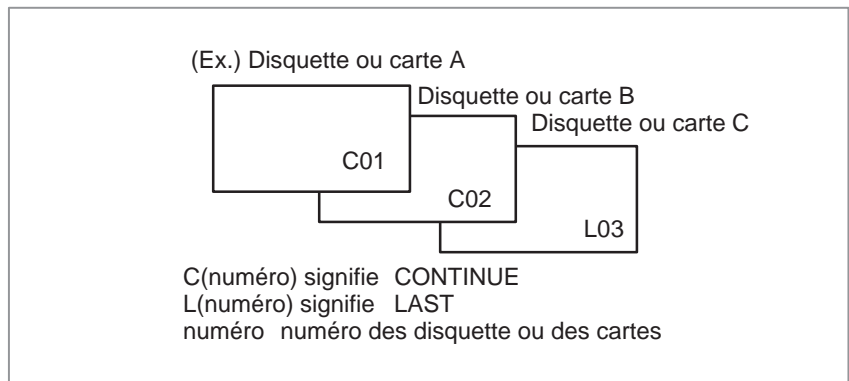 (Ex.) Disquette ou carte A
Disquette ou carte B
Disquette ou carte C
C01
C02
L03
C(numéro) signifie CONTINUE
L(numéro) signifie LAST
numéro numéro des disquette ou des cartes